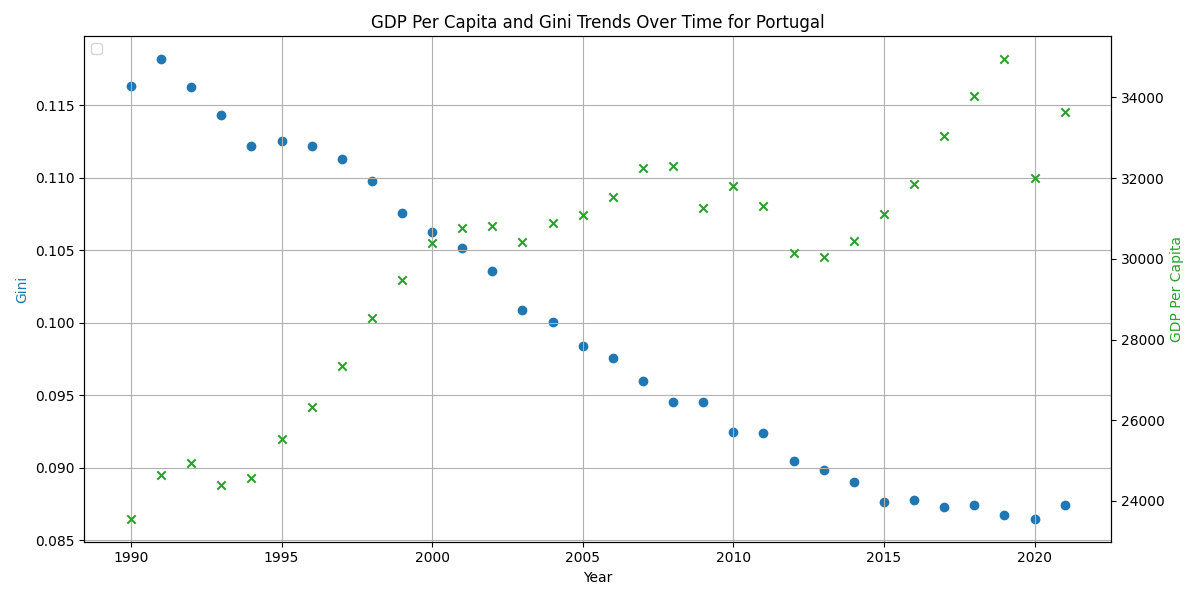 GDP Per Capita and Gini Trends Over Time for Portugal
0.115
0.110
0.105
0.100
0.095
0.090
0.085
Gini
34000
32000
30000
28000
26000
24000
GDP Per Capita
1990 1995 2000 2005 2010 2015 2020
Year